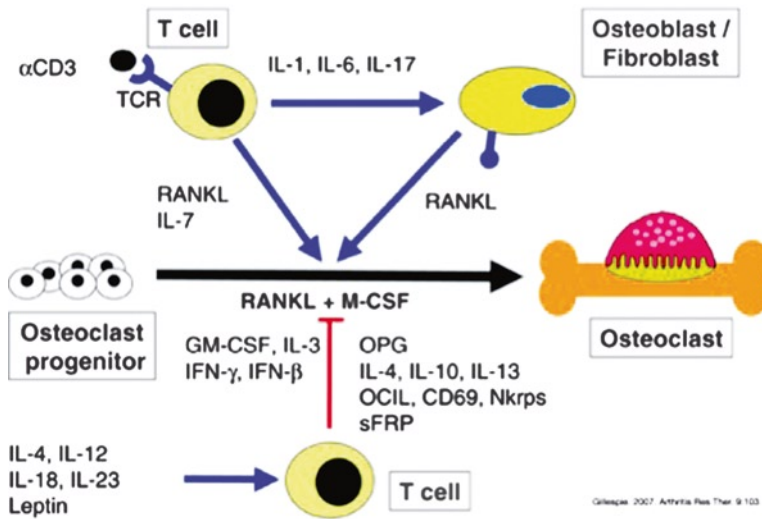 T cell
Osteoblast /
Fibroblast
αCD3
TCR
IL-1, IL-6, IL-17
RANKL
IL-7
RANKL
RANKL + M-CSF
Osteoclast
progenitor
Osteoclast
GM-CSF, IL-3
IFN-γ, IFN-β
OPG
IL-4, IL-10, IL-13
OCIL, CD69, Nkrps
sFRP
IL-4, IL-12
IL-18, IL-23
Leptin
T cell
Gillespie 2007. Arthritis Res Ther 9:103